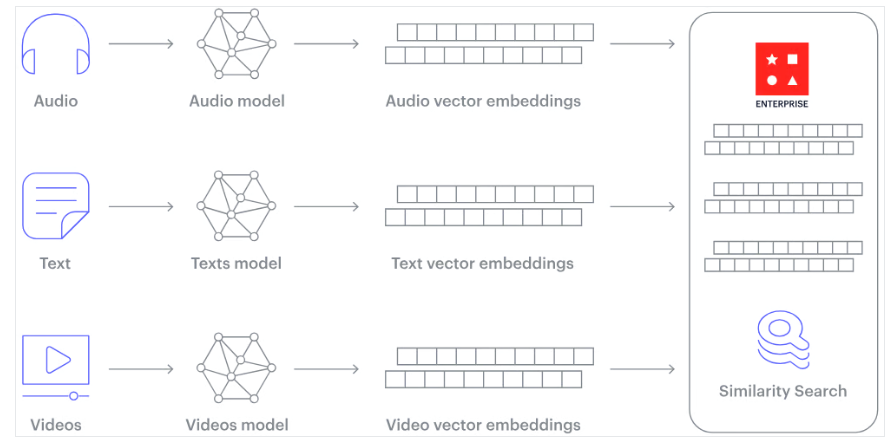 Audio
Audio model
Audio vector embeddings
ENTERPRISE
Text
Texts model
Text vector embeddings
Videos
Videos model
Video vector embeddings
Similarity Search